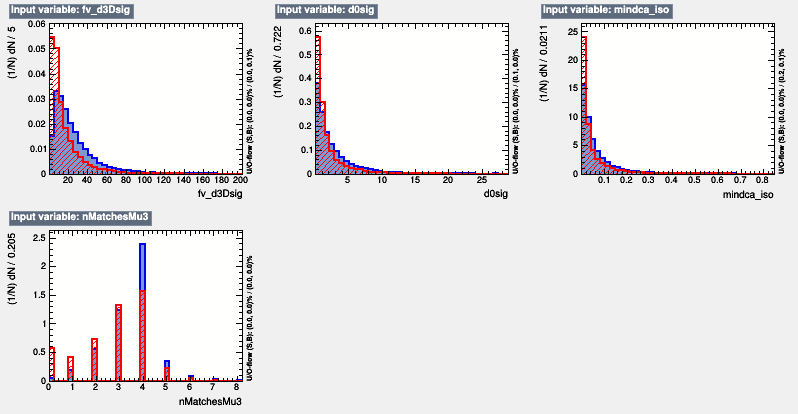 Input variable: fv_d3Dsig
(1/N) dN / 5
0.06
0.05
0.04
0.03
0.02
0.01
0
20 40 60 80 100 120 140 160 180 200
fv_d3Dsig
U/O-flow (S,B): (0.0, 0.0)% / (0.0, 0.1)%
Input variable: d0sig
(1/N) dN / 0.722
0.6
0.5
0.4
0.3
0.2
0.1
0
5 10 15 20 25
d0sig
U/O-flow (S,B): (0.0, 0.0)% / (0.1, 0.0)%
Input variable: mindca_iso
(1/N) dN / 0.0211
25
20
15
10
5
0
0.1 0.2 0.3 0.4 0.5 0.6 0.7 0.8
mindca_iso
U/O-flow (S,B): (0.0, 0.0)% / (0.2, 0.1)%
Input variable: nMatchesMu3
(1/N) dN / 0.205
2.5
2
1.5
1
0.5
0
0 1 2 3 4 5 6 7 8
nMatchesMu3
U/O-flow (S,B): (0.0, 0.0)% / (0.0, 0.0)%